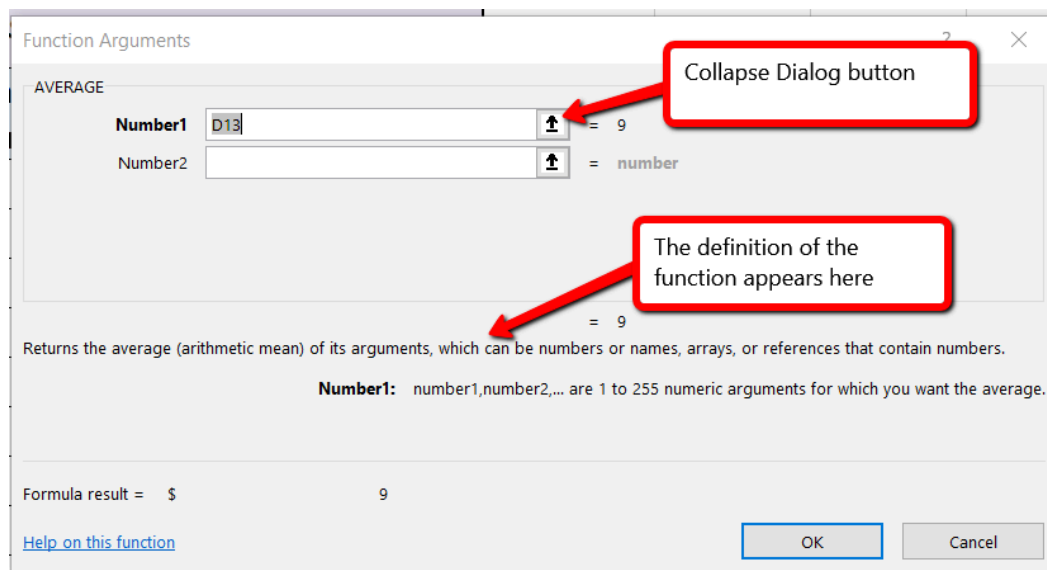 Function Arguments
?
Collapse Dialog button
AVERAGE
Number1 D13 = 9
Number2 = number
The definition of the
function appears here
= 9
Returns the average (arithmetic mean) of its arguments, which can be numbers or names, arrays, or references that contain numbers.
Number1: number1,number2,... are 1 to 255 numeric arguments for which you want the average.
Formula result = $ 9
Help on this function
OK
Cancel